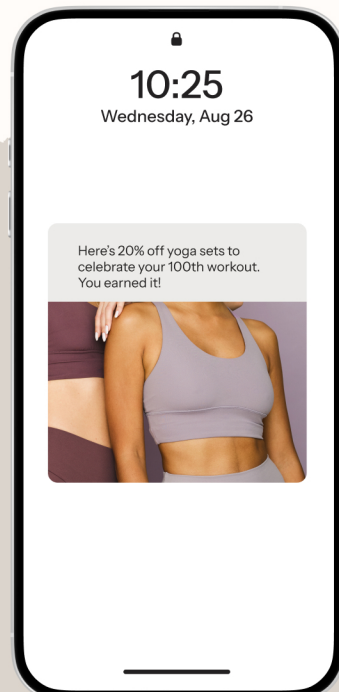 10:25
Wednesday, Aug 26
Here's 20% off yoga sets to
celebrate your 100th workout.
You earned it!